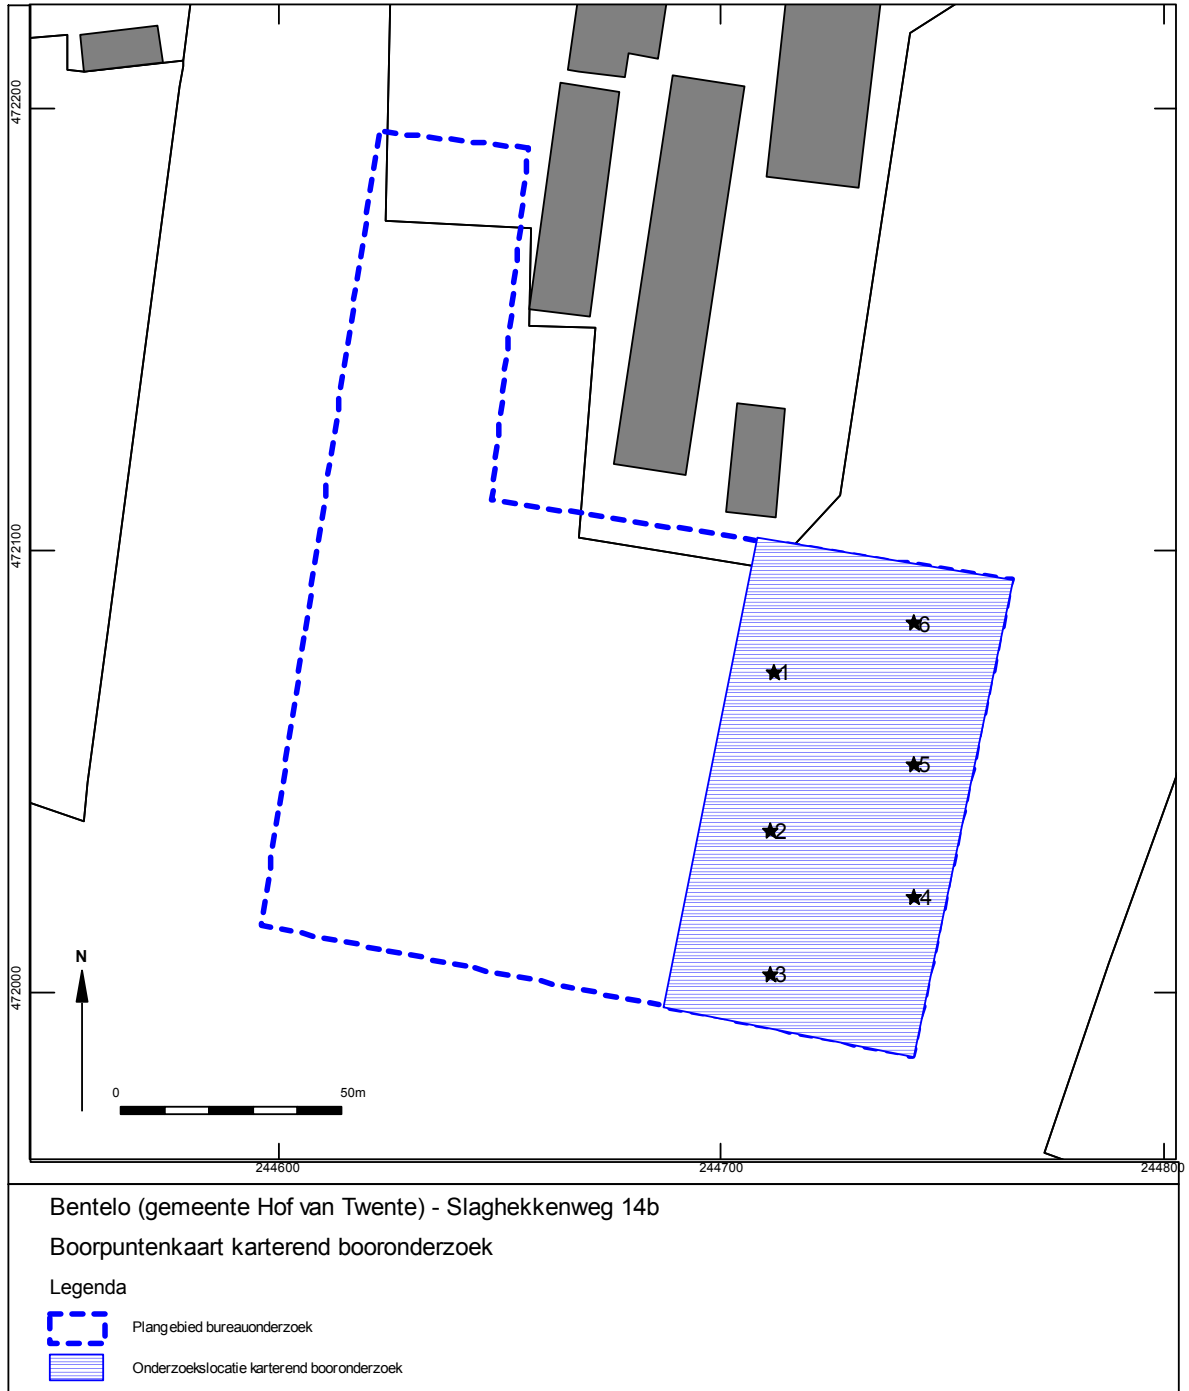 472200
472100
472000
6
1
5
2
4
3
N
0
50m
244600
244700
244800
Bentelo (gemeente Hof van Twente) - Slaghekkenweg 14b
Boorpuntenkaart karterend booronderzoek
Legenda
Plangebied bureauonderzoek
Onderzoekslocatie karterend booronderzoek